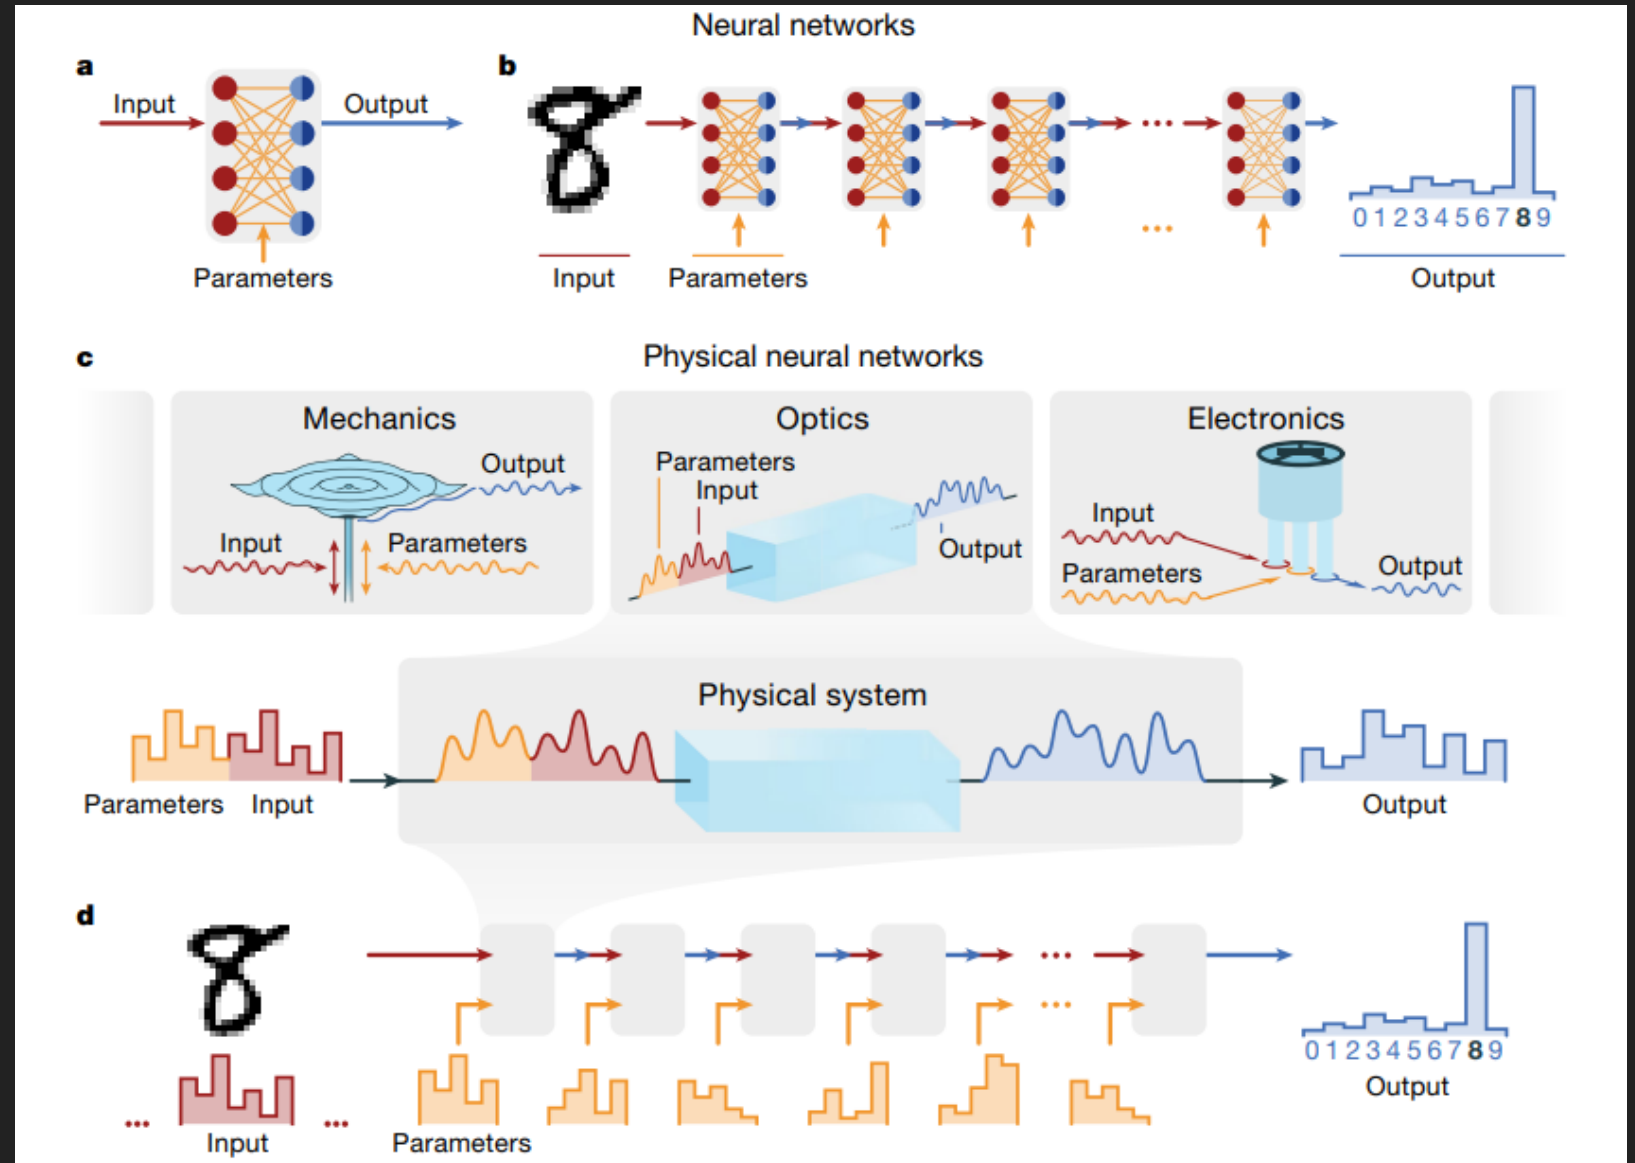 Neural networks
a
Input
Output
Parameters
b
Input
Parameters
...
...
0 1 2 3 4 5 6 7 8 9
Output
c
Physical neural networks
Mechanics
Output
Input
Parameters
Optics
Parameters
Input
Output
Electronics
Input
Parameters
Output
Physical system
Parameters
Input
Output
d
...
...
0 1 2 3 4 5 6 7 8 9
Output
...
Input
...
Parameters